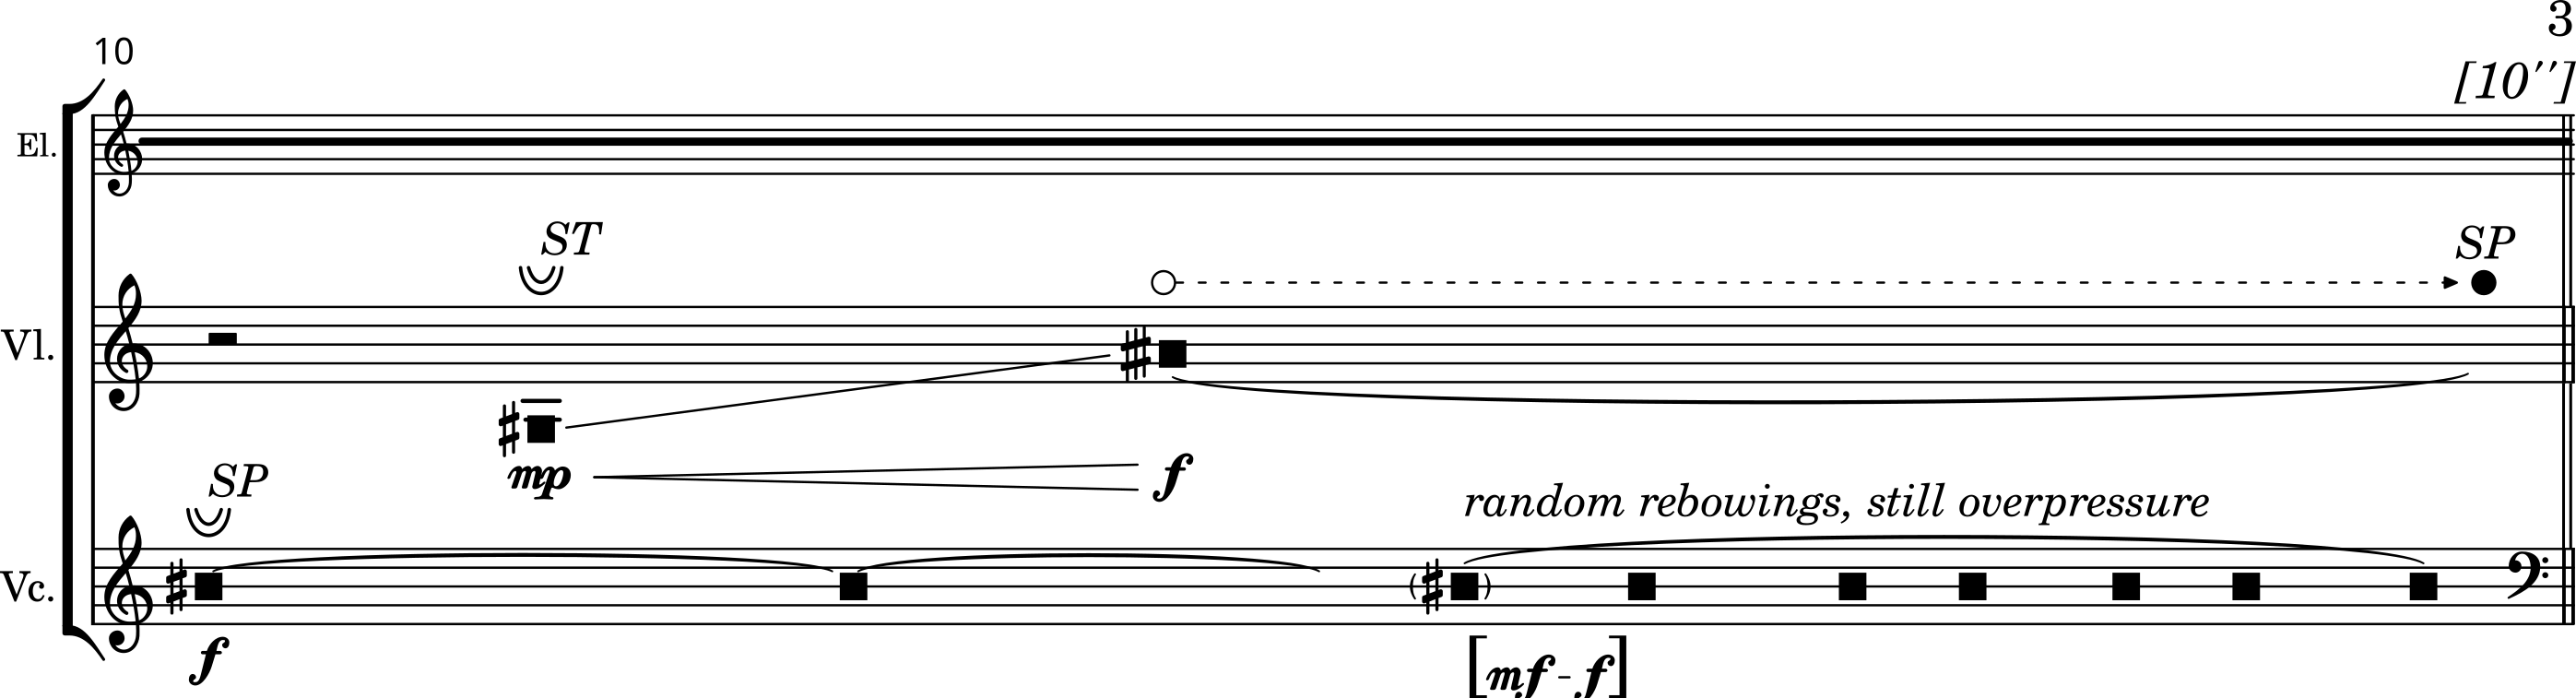 3
10
[10′′]
El.
ST
SP
Vl.
mp f
SP
random rebowings, still overpressure
Vc.
f
[mf-f]